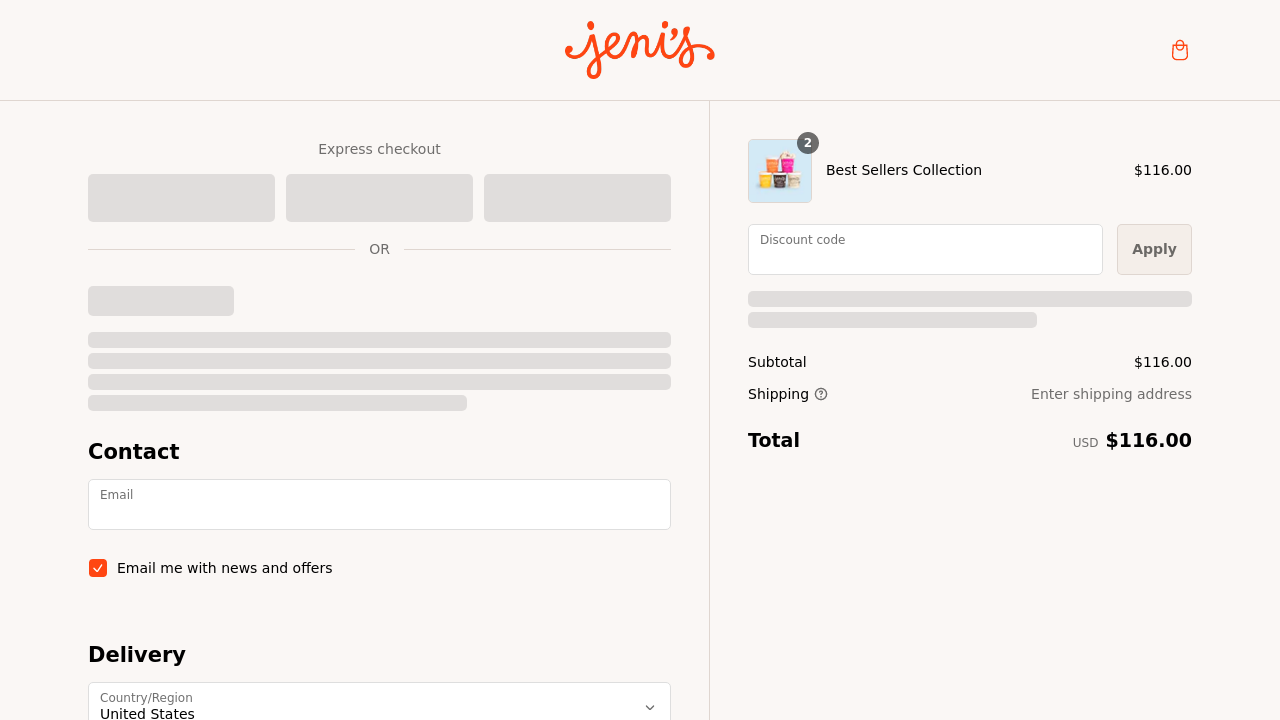 jeni's
Express checkout
OR
Contact
Email
Email me with news and offers
Delivery
Country/Region
United States
2
Best Sellers Collection
$116.00
Discount code
Apply
Subtotal
$116.00
Shipping
Enter shipping address
Total
USD $116.00